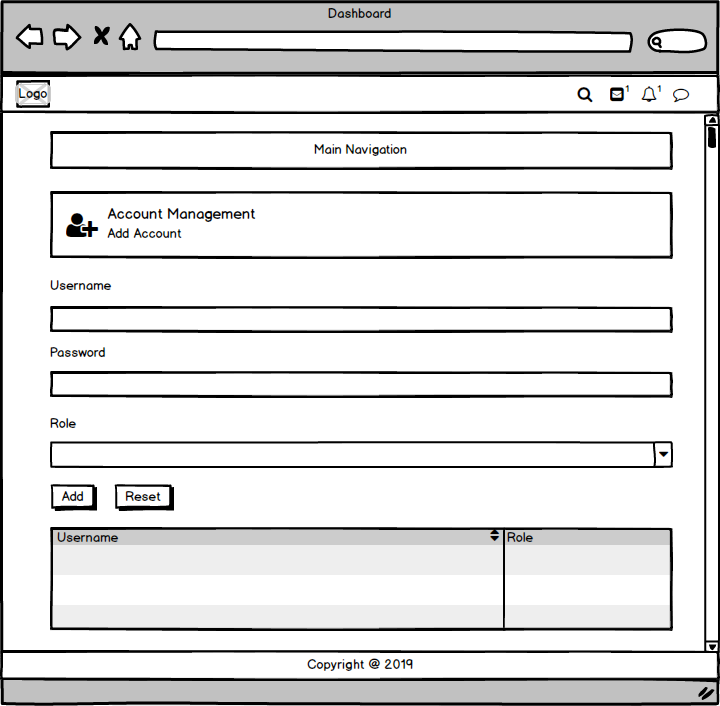 Dashboard
Logo
1
1
Main Navigation
Account Management
Add Account
Username
Password
Role
Add
Reset
Username
Role
Copyright @ 2019